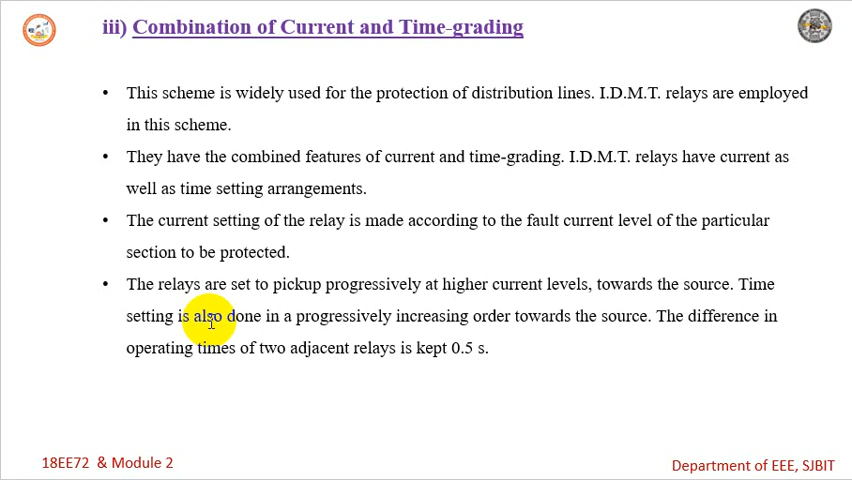 iii) Combination of Current and Time-grading
• This scheme is widely used for the protection of distribution lines. I.D.M.T. relays are employed
in this scheme.
• They have the combined features of current and time-grading. I.D.M.T. relays have current as
well as time setting arrangements.
• The current setting of the relay is made according to the fault current level of the particular
section to be protected.
• The relays are set to pickup progressively at higher current levels, towards the source. Time
setting is also done in a progressively increasing order towards the source. The difference in
operating times of two adjacent relays is kept 0.5 s.
18EE72 & Module 2
Department of EEE, SJBIT